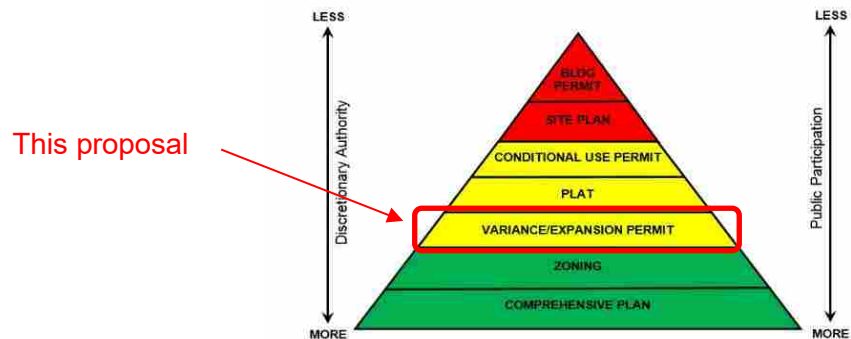 LESS
LESS
BLDG
PERMIT
SITE PLAN
This proposal
CONDITIONAL USE PERMIT
Discretionary Authority
Public Participation
PLAT
VARIANCE/EXPANSION PERMIT
ZONING
COMPREHENSIVE PLAN
MORE
MORE